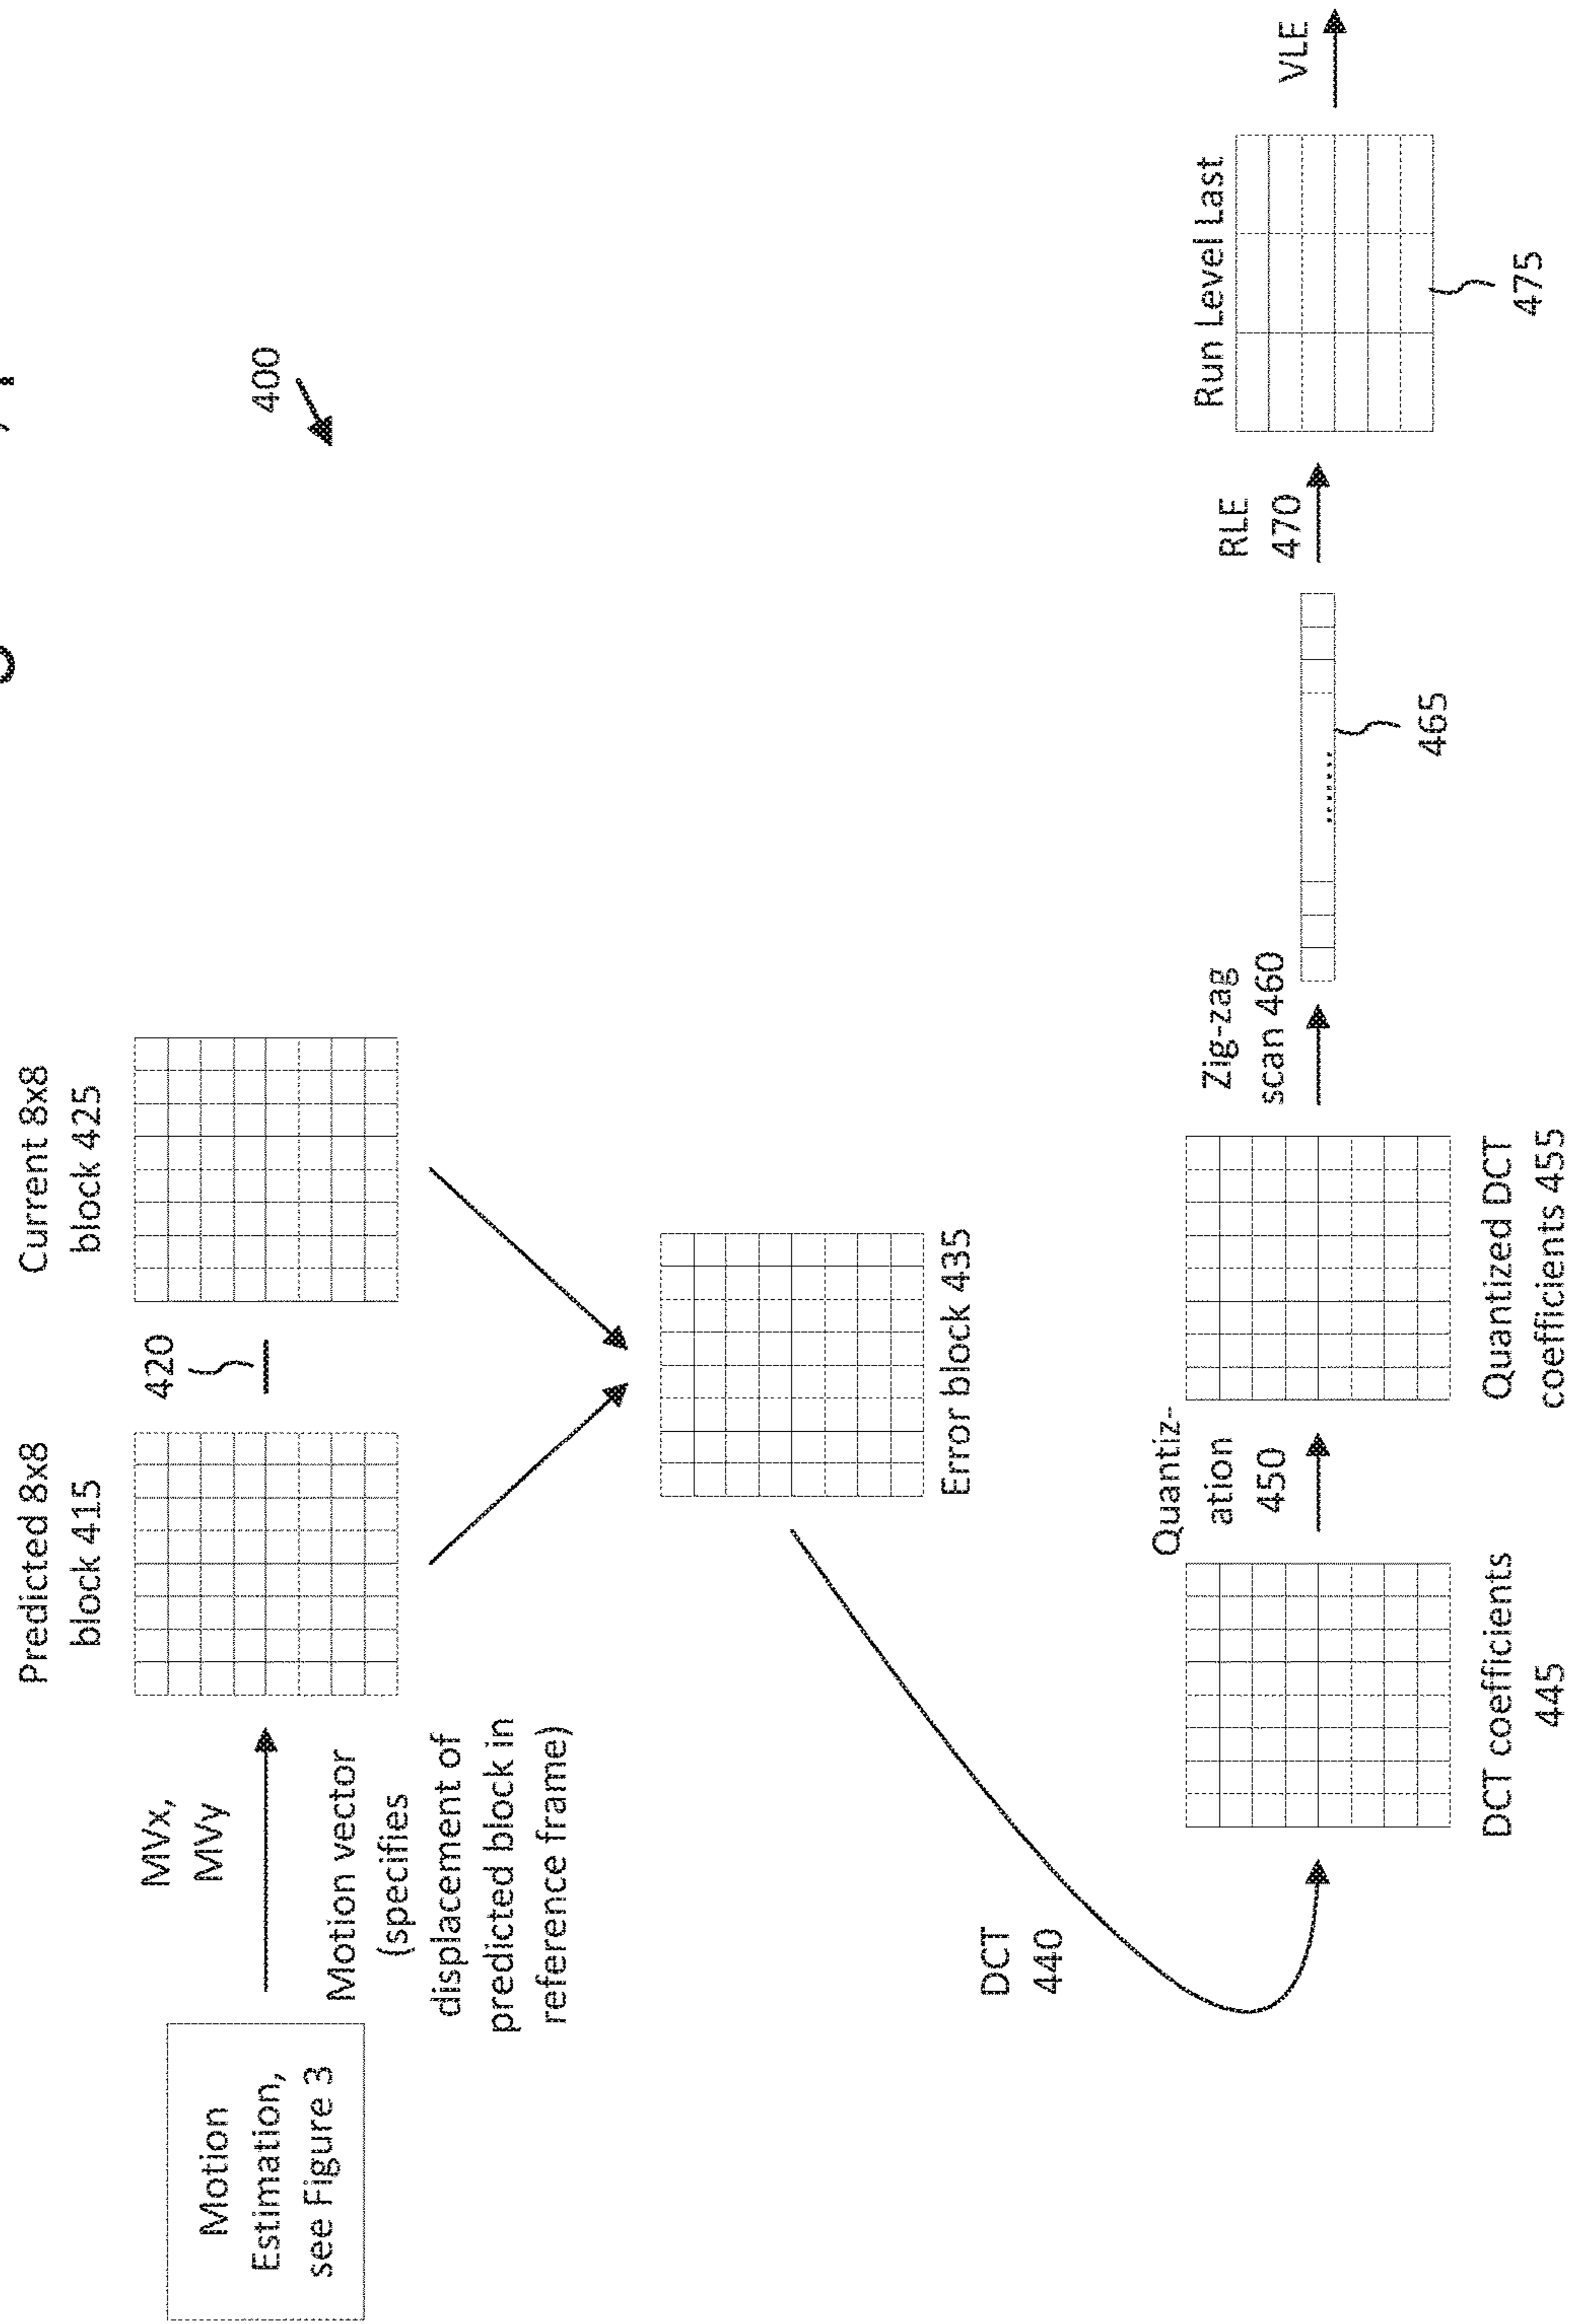 400
Motion
Estimation,
see Figure 3
MVx,
MVy
Motion vector
(specifies
displacement of
predicted block in
reference frame)
Predicted 8x8
block 415
420
Current 8x8
block 425
Error block 435
DCT
440
DCT coefficients
445
Quantiz-
ation
450
Quantized DCT
coefficients 455
Zig-zag
scan 460
465
RLE
470
Run Level Last
475
VLE